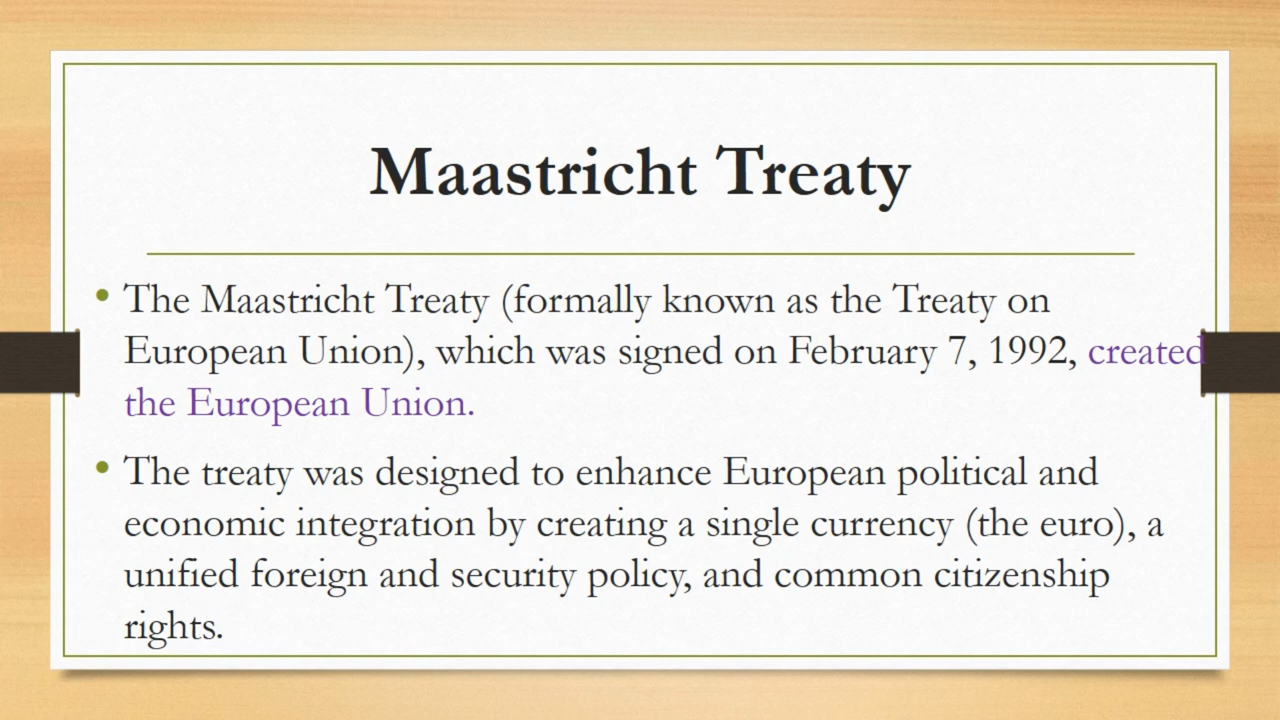 Maastricht Treaty
• The Maastricht Treaty (formally known as the Treaty on
European Union), which was signed on February 7, 1992, created
the European Union.
• The treaty was designed to enhance European political and
economic integration by creating a single currency (the euro), a
unified foreign and security policy, and common citizenship
rights.